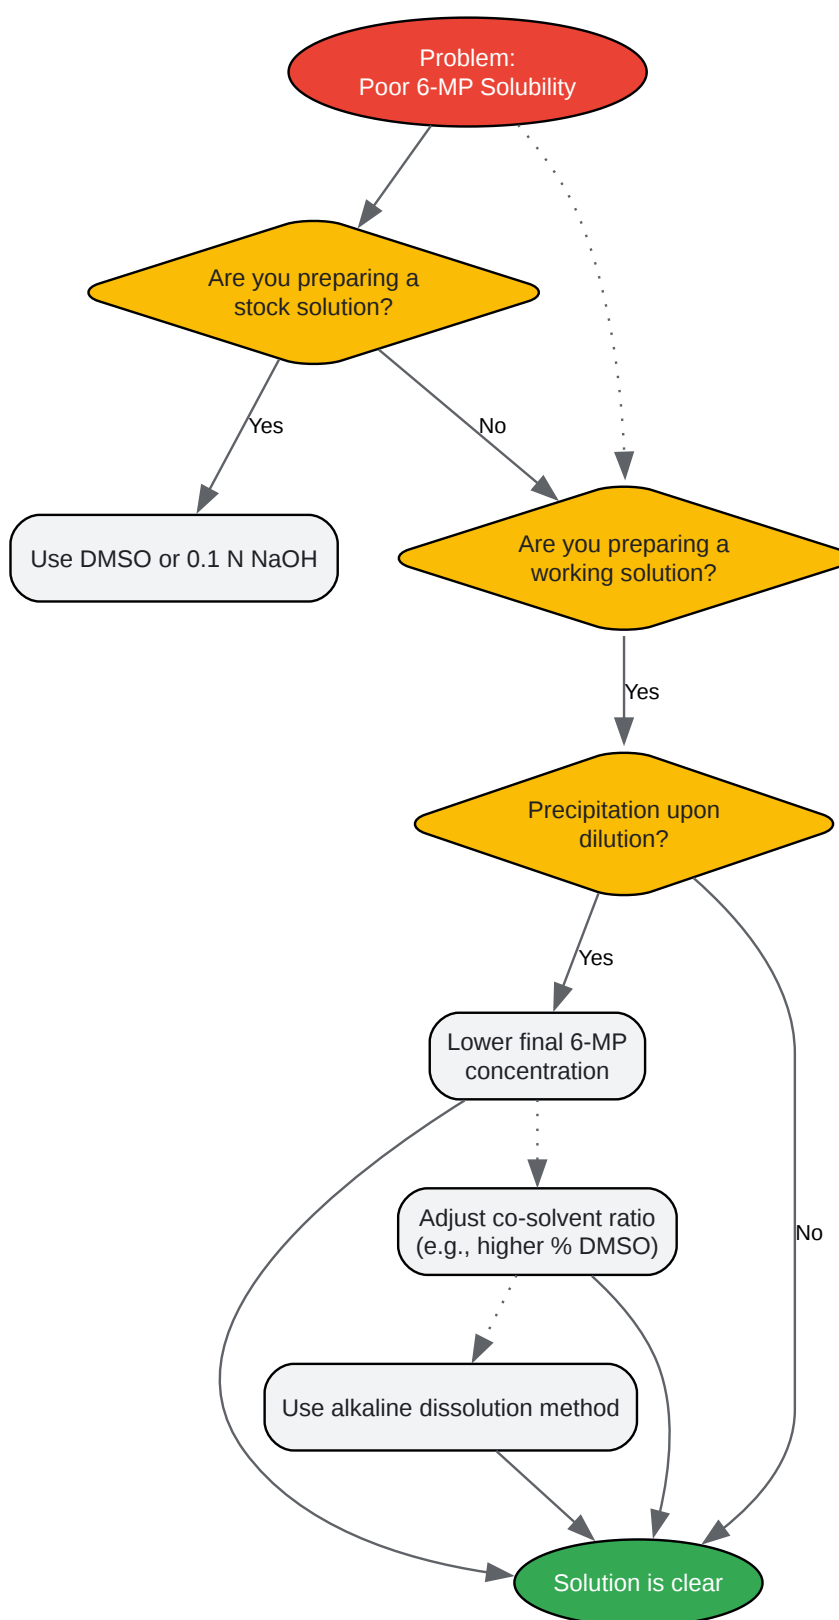 Problem:
Poor 6-MP Solubility
Are you preparing a
stock solution?
Yes
No
Use DMSO or 0.1 N NaOH
Are you preparing a
working solution?
Yes
Precipitation upon
dilution?
Yes
Lower final 6-MP
concentration
Adjust co-solvent ratio
(e.g., higher % DMSO)
No
Use alkaline dissolution method
Solution is clear